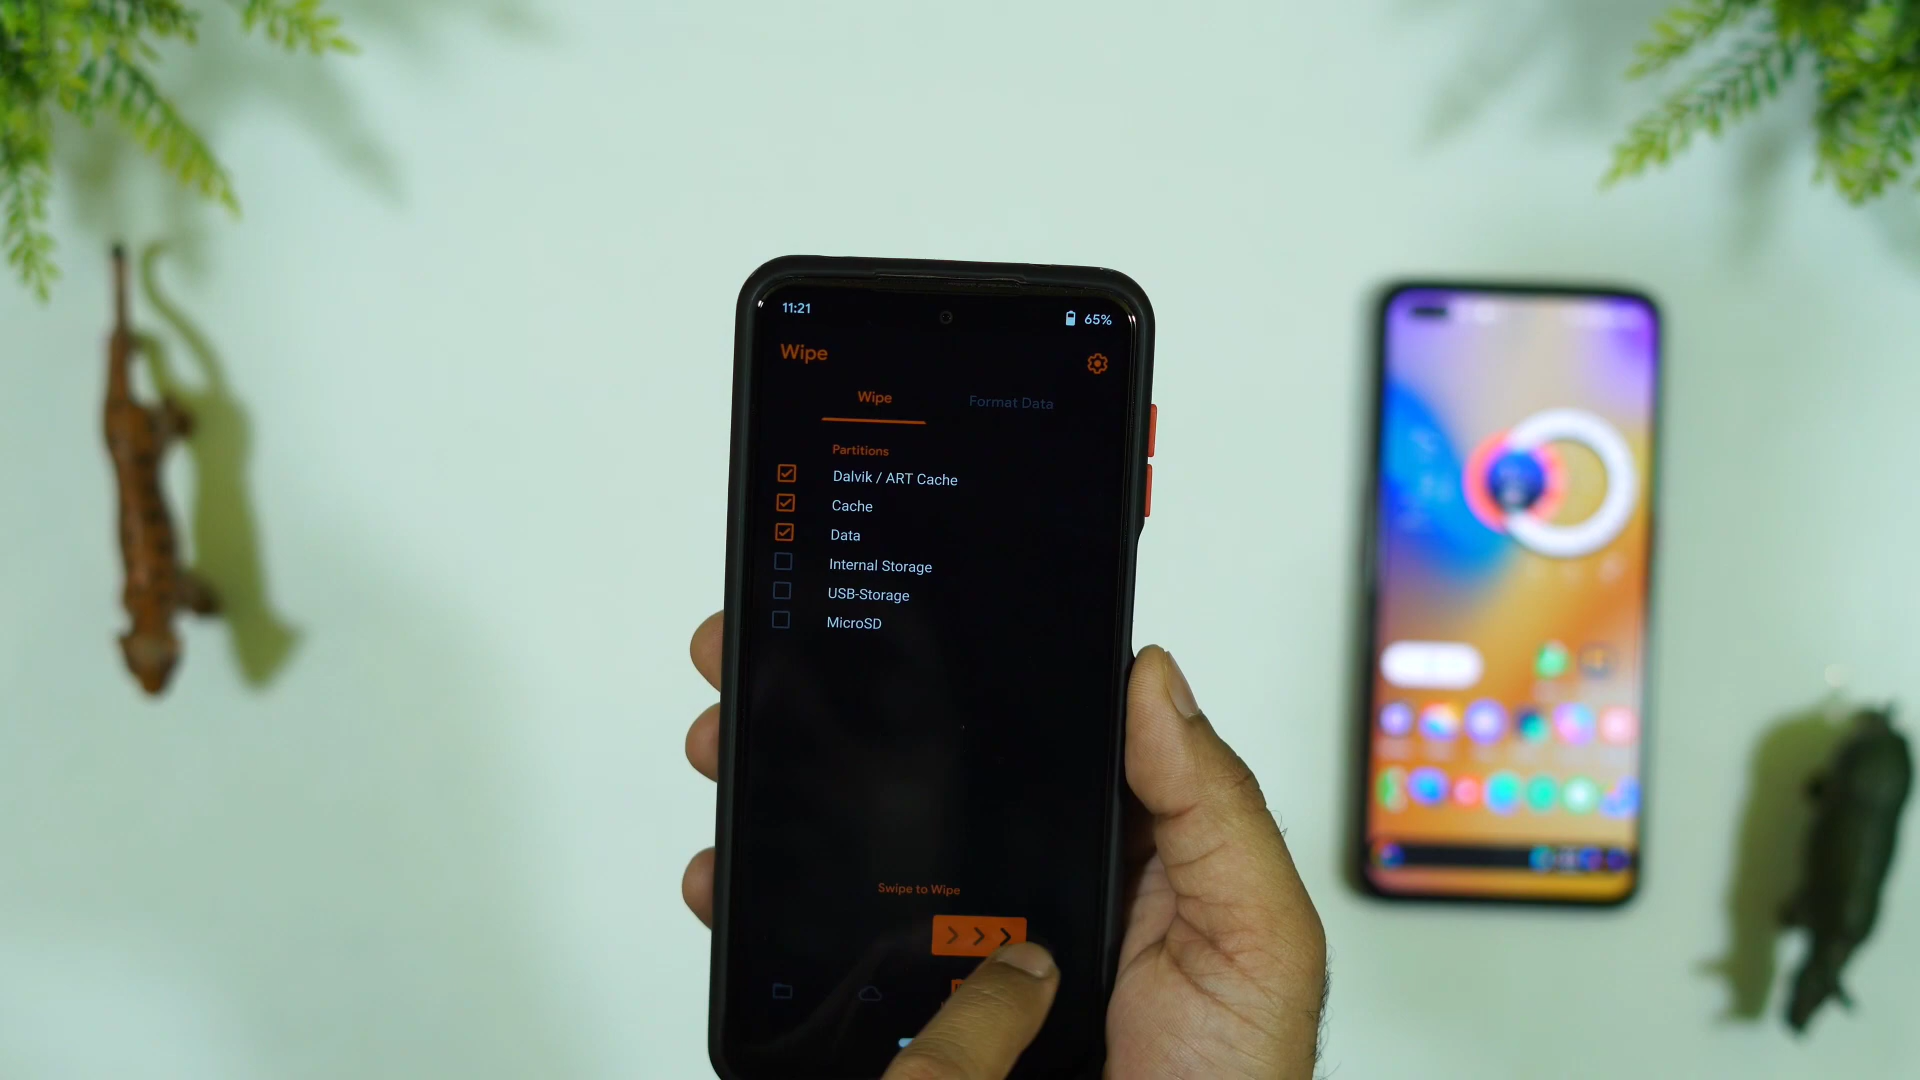 11:21
65%
Wipe
Wipe
Format Data
Partitions
Dalvik / ART Cache
Cache
Data
Internal Storage
USB-Storage
MicroSD
Swipe to Wipe